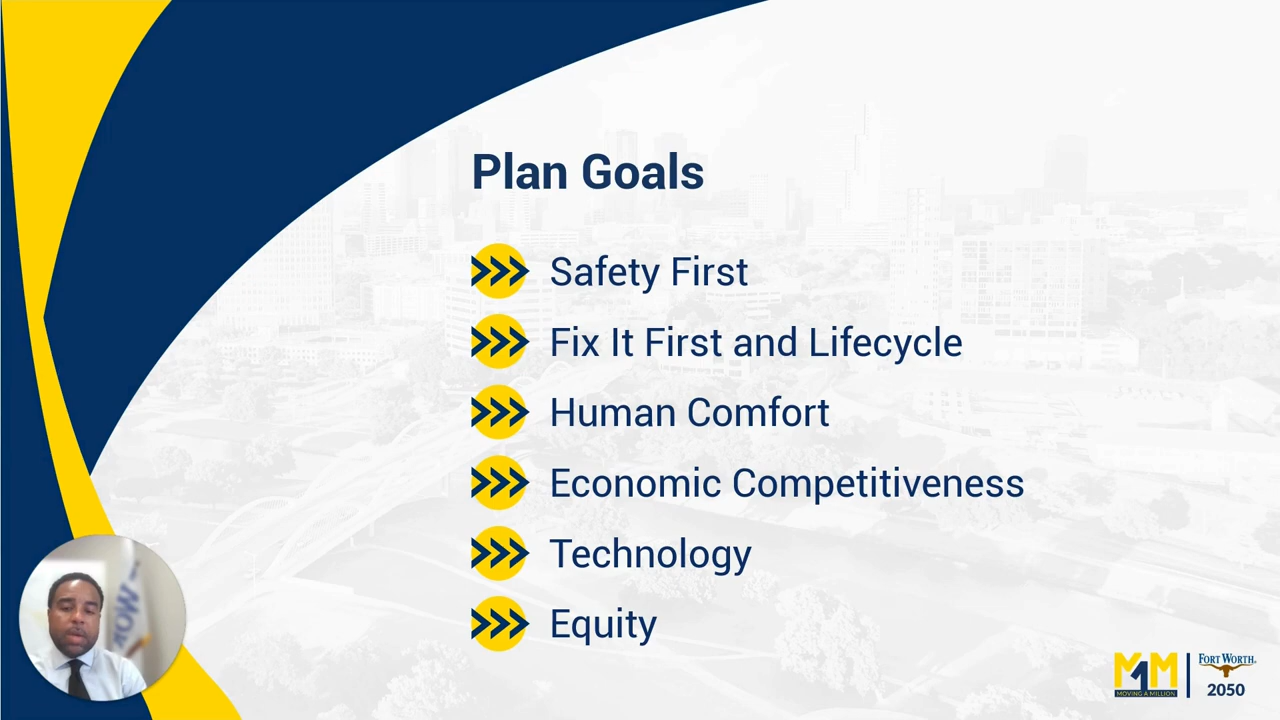 Plan Goals
Safety First
Fix It First and Lifecycle
Human Comfort
Economic Competitiveness
Technology
Equity
M1M
MOVING A MILLION
FORT WORTH
2050